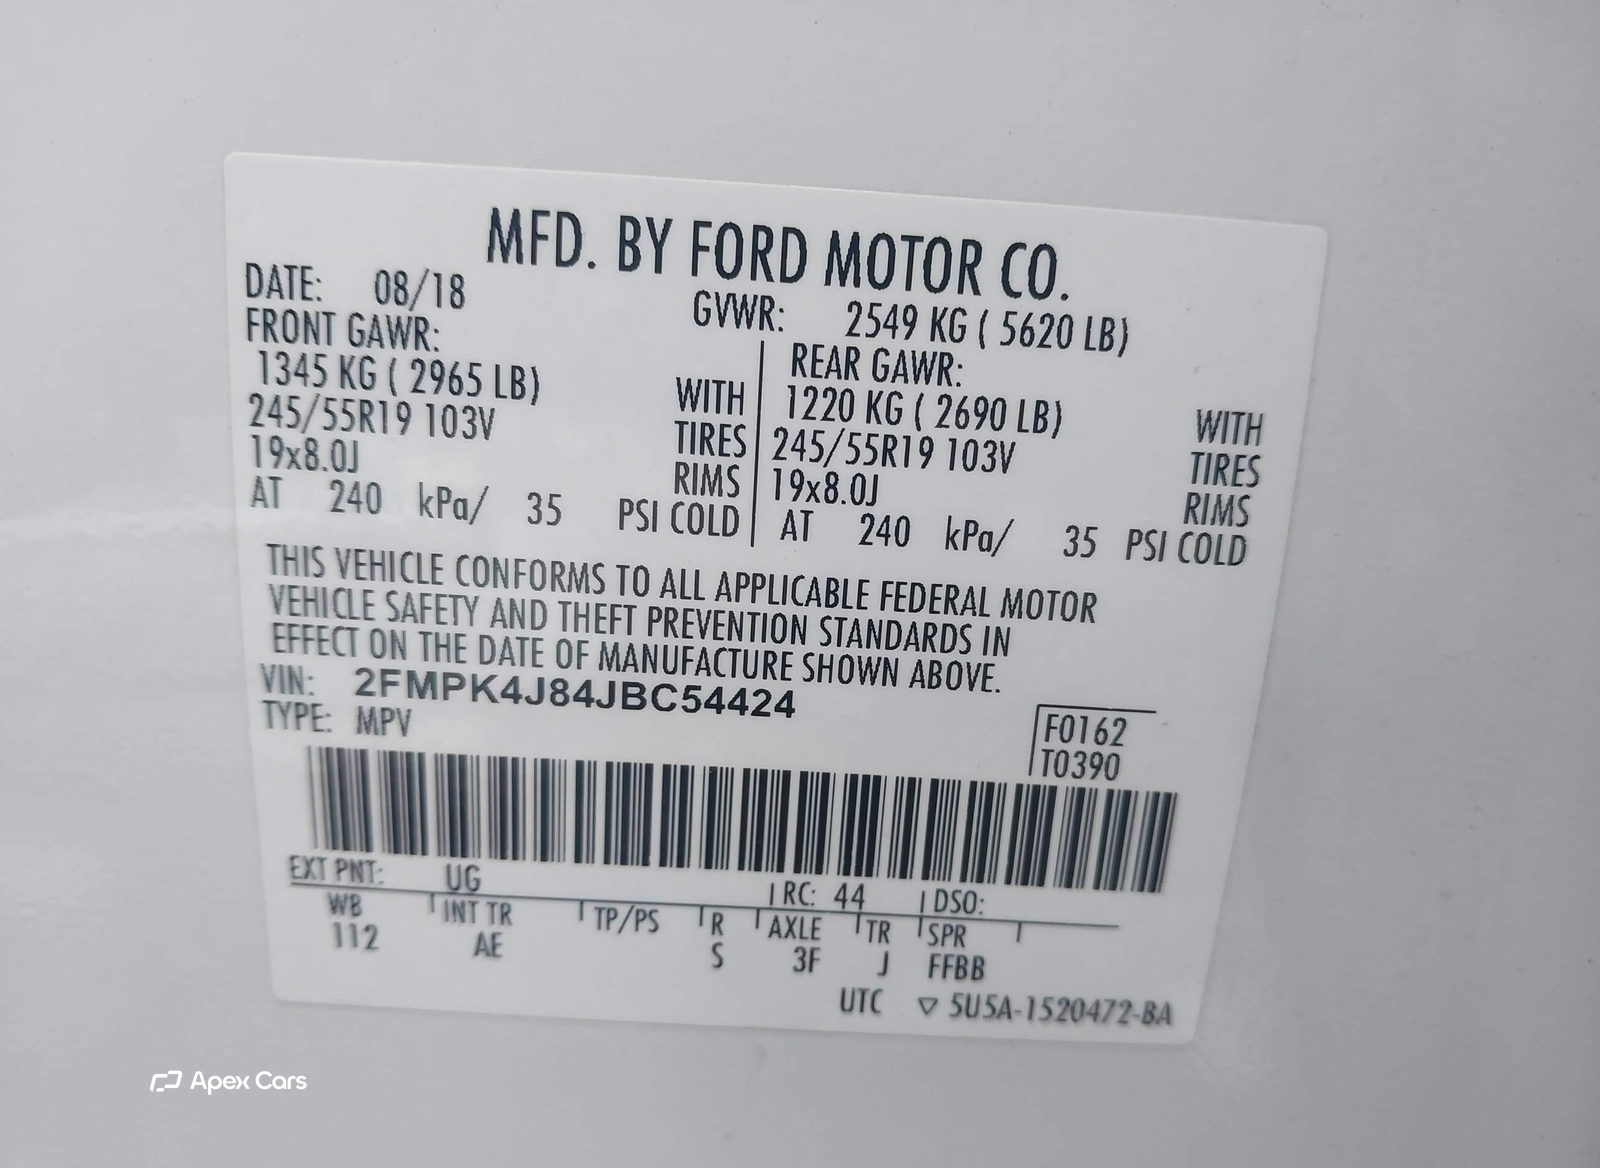 MFD. BY FORD MOTOR CO.
DATE: 08/18 GVWR: 2549 KG ( 5620 LB)
FRONT GAWR: REAR GAWR:
1345 KG ( 2965 LB) WITH 1220 KG ( 2690 LB) WITH
245/55R19 103V TIRES 245/55R19 103V TIRES
19x8.0J RIMS 19x8.0J RIMS
AT 240 kPa/ 35 PSI COLD AT 240 kPa/ 35 PSI COLD
THIS VEHICLE CONFORMS TO ALL APPLICABLE FEDERAL MOTOR
VEHICLE SAFETY AND THEFT PREVENTION STANDARDS IN
EFFECT ON THE DATE OF MANUFACTURE SHOWN ABOVE.
VIN: 2FMPK4J84JBC54424
TYPE: MPV F0162
T0390
EXT PNT: UG RC: 44 DSO:
WB INT TR TP/PS R AXLE TR SPR
112 AE S 3F J FFBB
UTC ▽ 5U5A-1520472-BA
Apex Cars